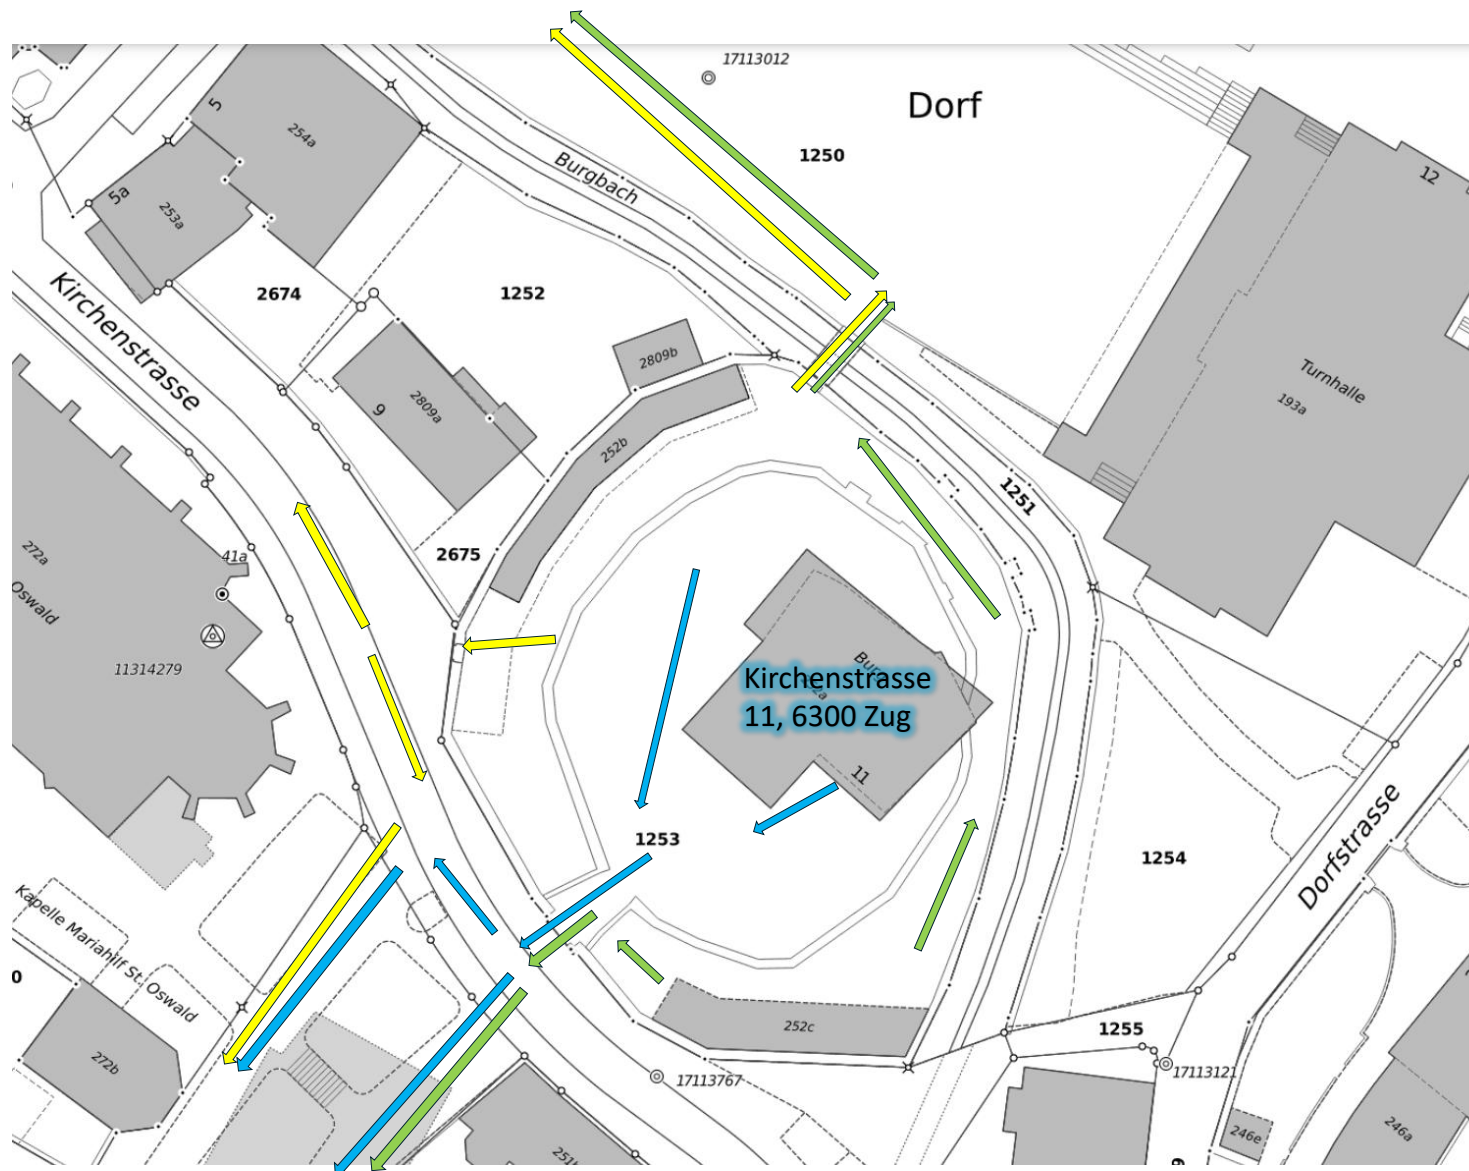 17113012
Dorf
1250
12
5
254a
Burgbach
5a
253a
Kirchenstrasse
2674
1252
2809b
Turnhalle
193a
9
2809a
252b
1251
272a
41a
2675
Oswald
11314279
Kirchenstrasse
11, 6300 Zug
11
1253
1254
Dorfstrasse
Kapelle Mariahilf St. Oswald
0
252c
1255
272b
17113767
17113121
246e
246a